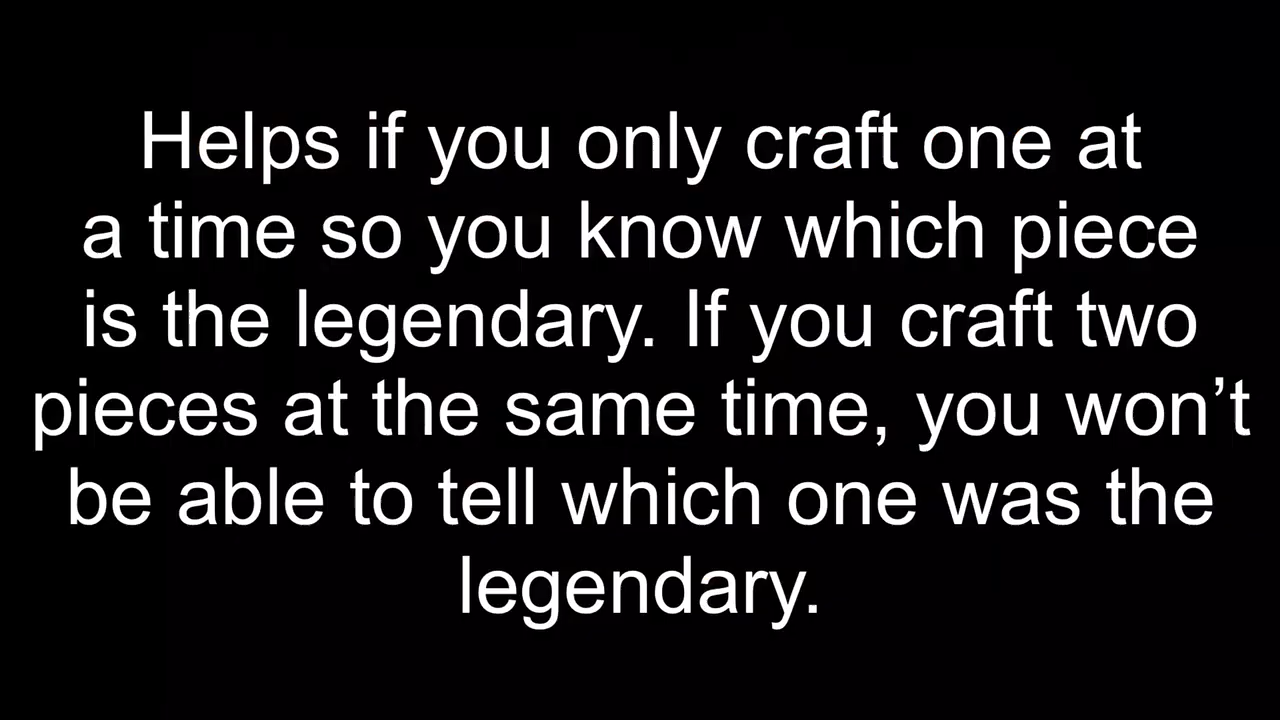 Helps if you only craft one at
a time so you know which piece
is the legendary. If you craft two
pieces at the same time, you won’t
be able to tell which one was the
legendary.